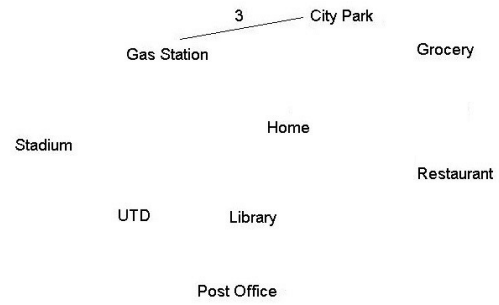 3
City Park
Gas Station
Grocery
Home
Stadium
Restaurant
UTD
Library
Post Office